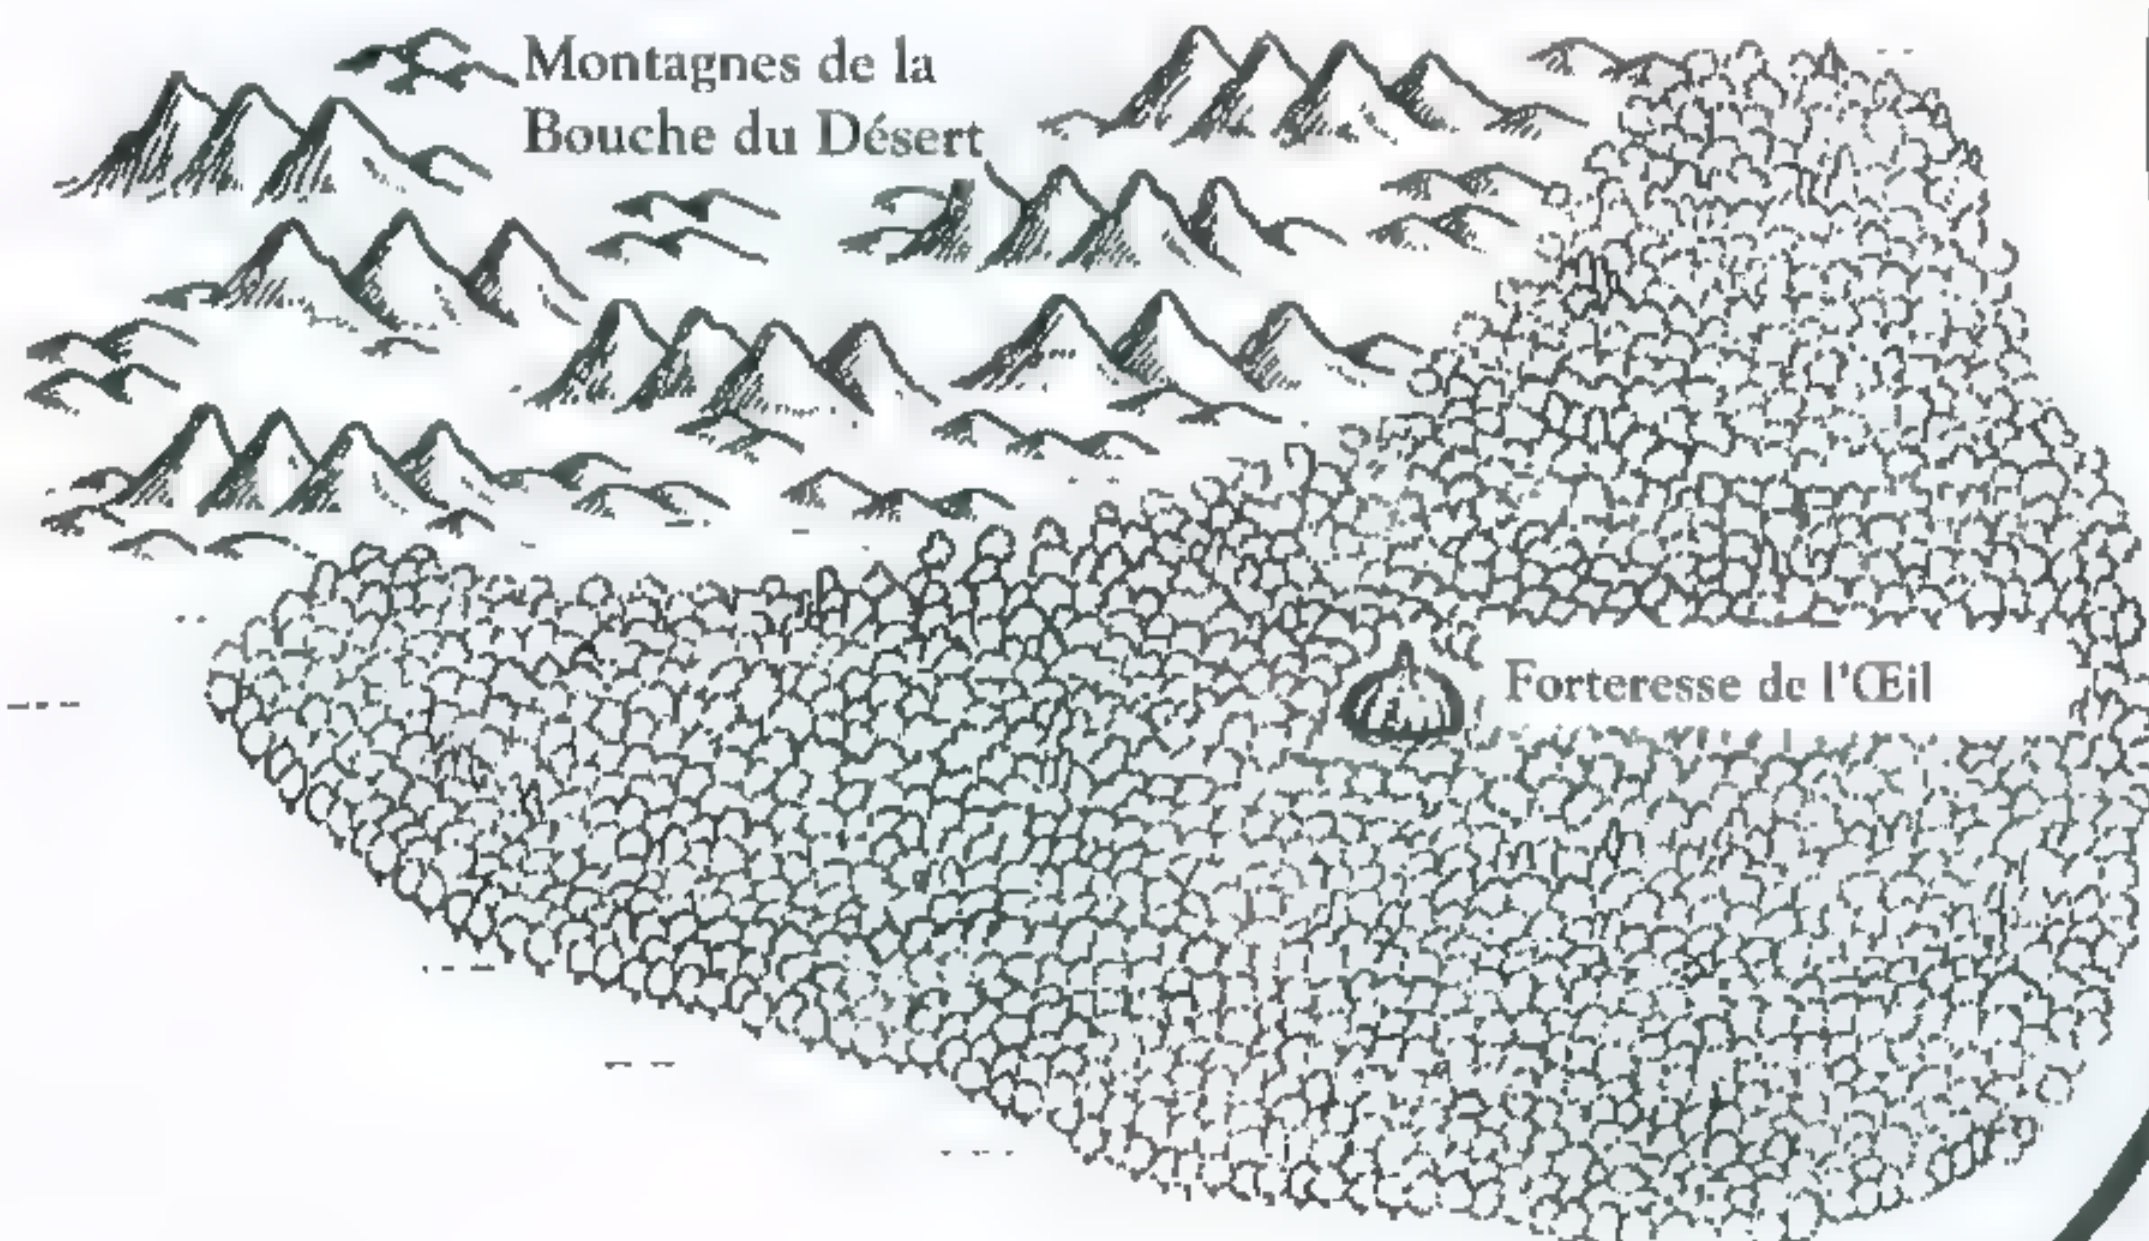 Montagnes de la
Bouche du Désert
Forteresse de l'Œil